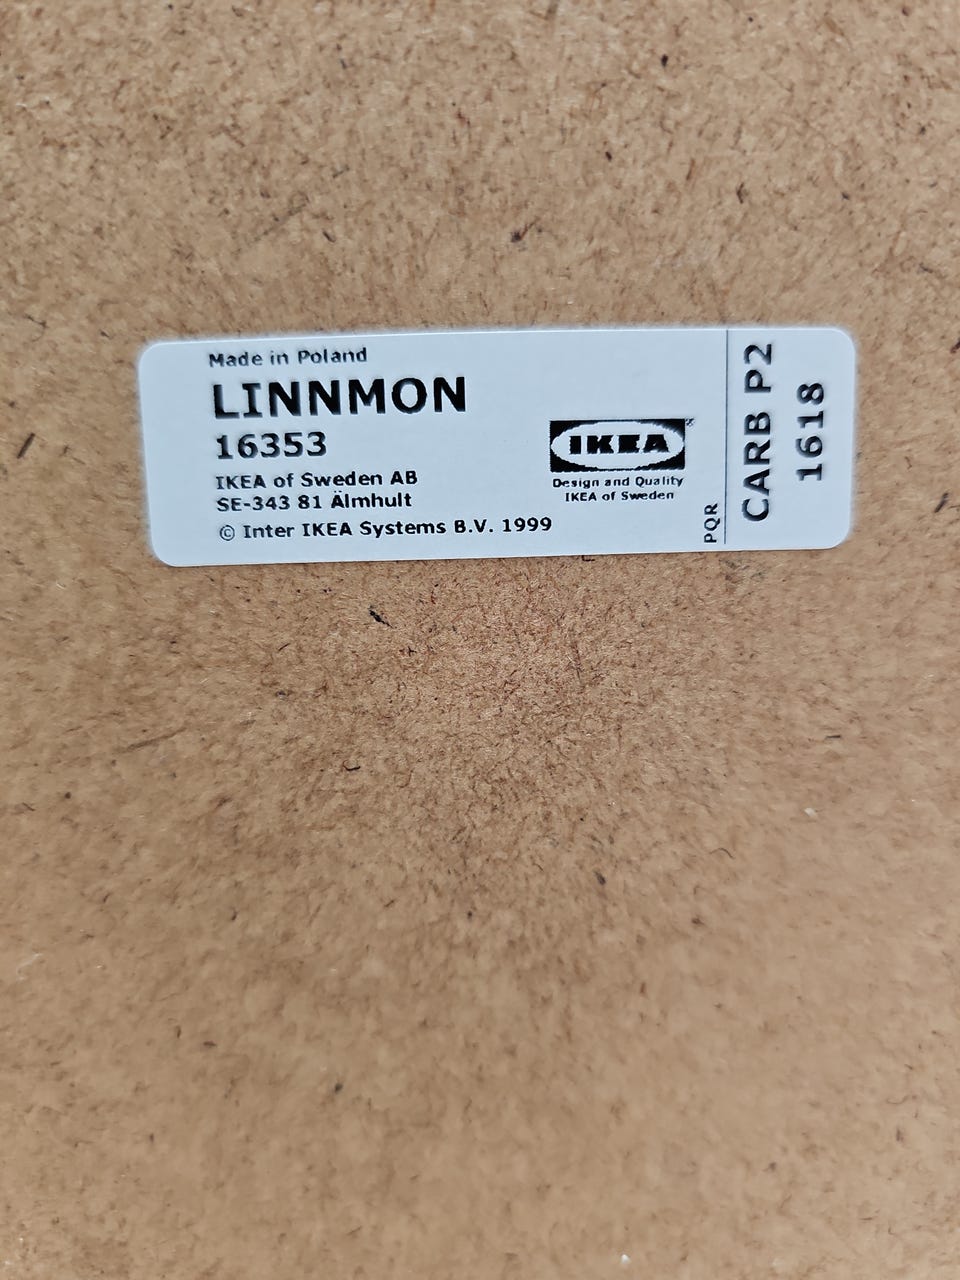 Made in Poland
LINNMON
16353
IKEA of Sweden AB
SE-343 81 Älmhult
© Inter IKEA Systems B.V. 1999
IKEA®
Design and Quality
IKEA of Sweden
PQR
CARB P2
1618